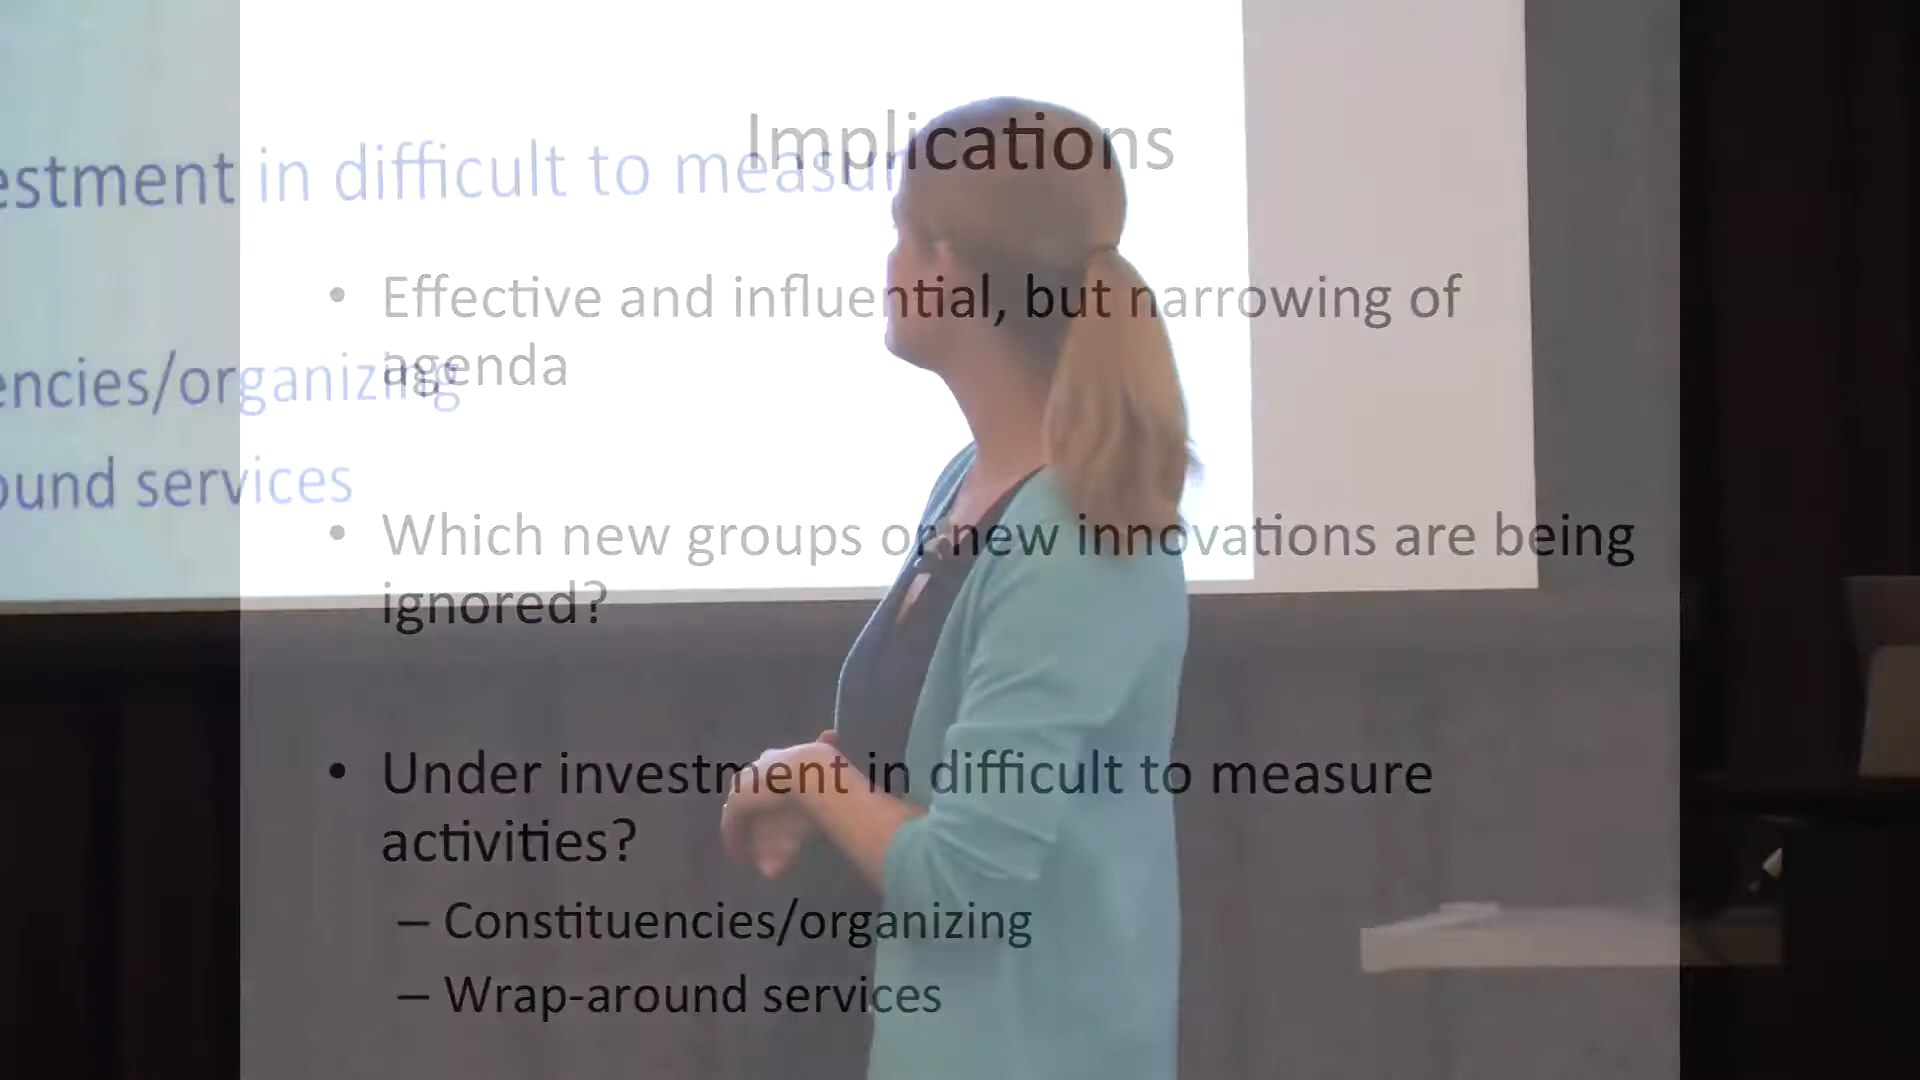 Implications
• Effective and influential, but narrowing of
agenda
• Which new groups or new innovations are being
ignored?
• Under investment in difficult to measure
activities?
– Constituencies/organizing
– Wrap-around services
estment in difficult to measur
encies/organizing
ound services